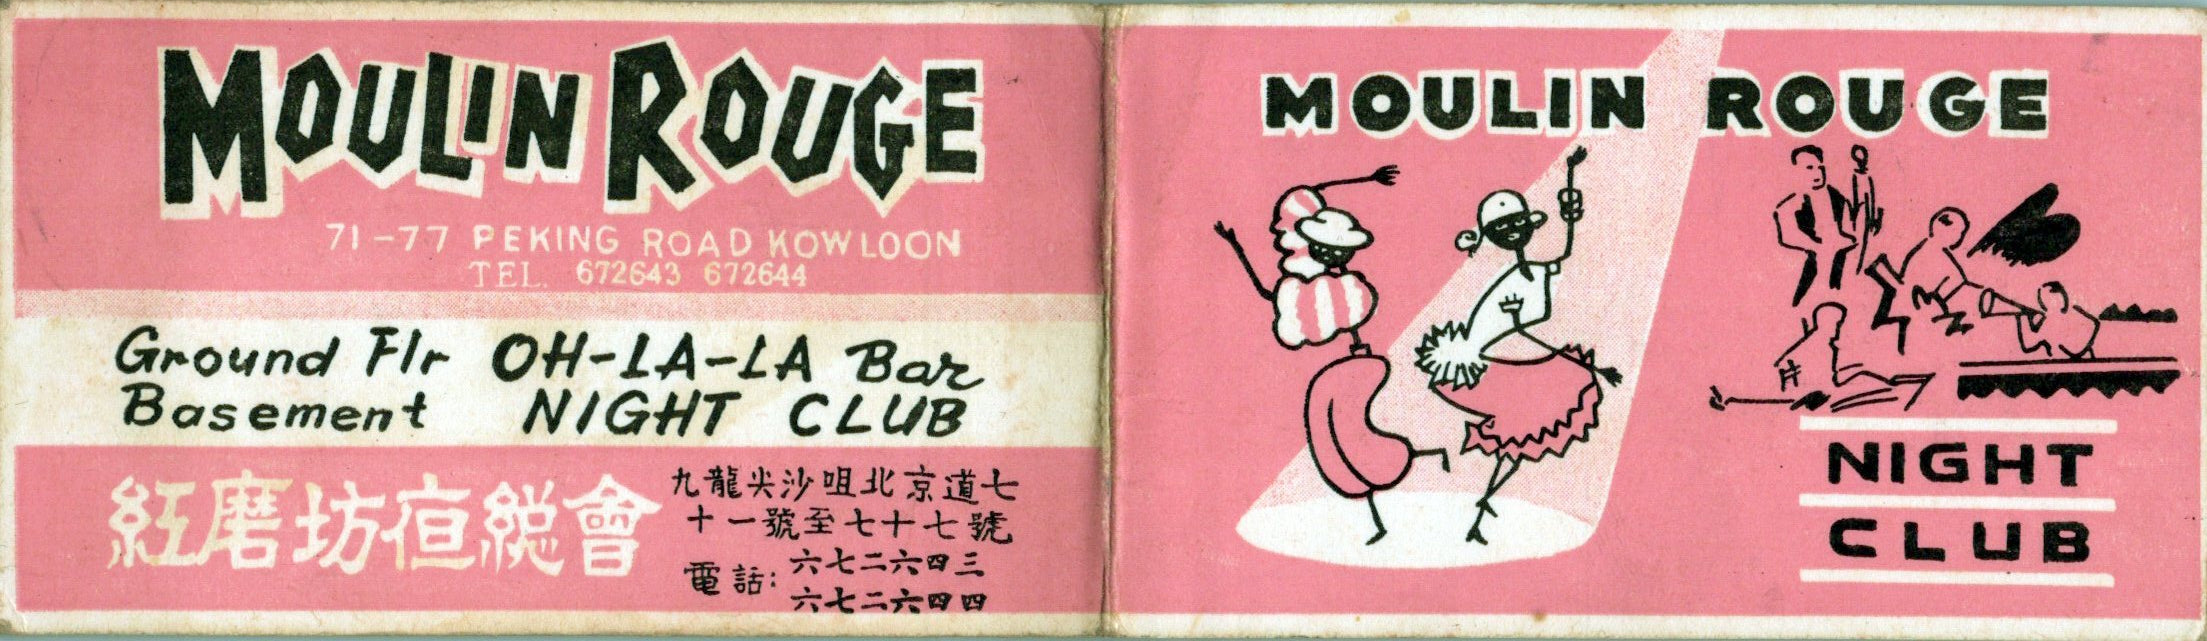 MOULIN ROUGE
71-77 PEKING ROAD KOWLOON
TEL. 672643 672644
Ground Flr OH-LA-LA Bar
Basement NIGHT CLUB
紅磨坊夜總會
九龍尖沙咀北京道七
十一號至七十七號
電話: 六七二六四三
六七二六四四
MOULIN ROUGE
NIGHT
CLUB